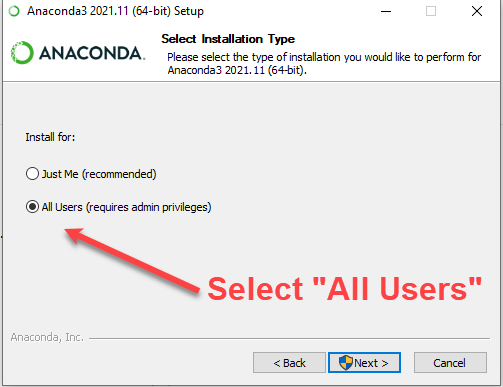 Anaconda3 2021.11 (64-bit) Setup
ANACONDA.
Select Installation Type
Please select the type of installation you would like to perform for
Anaconda3 2021.11 (64-bit).
Install for:
Just Me (recommended)
All Users (requires admin privileges)
Select "All Users"
Anaconda, Inc.
< Back
Next >
Cancel